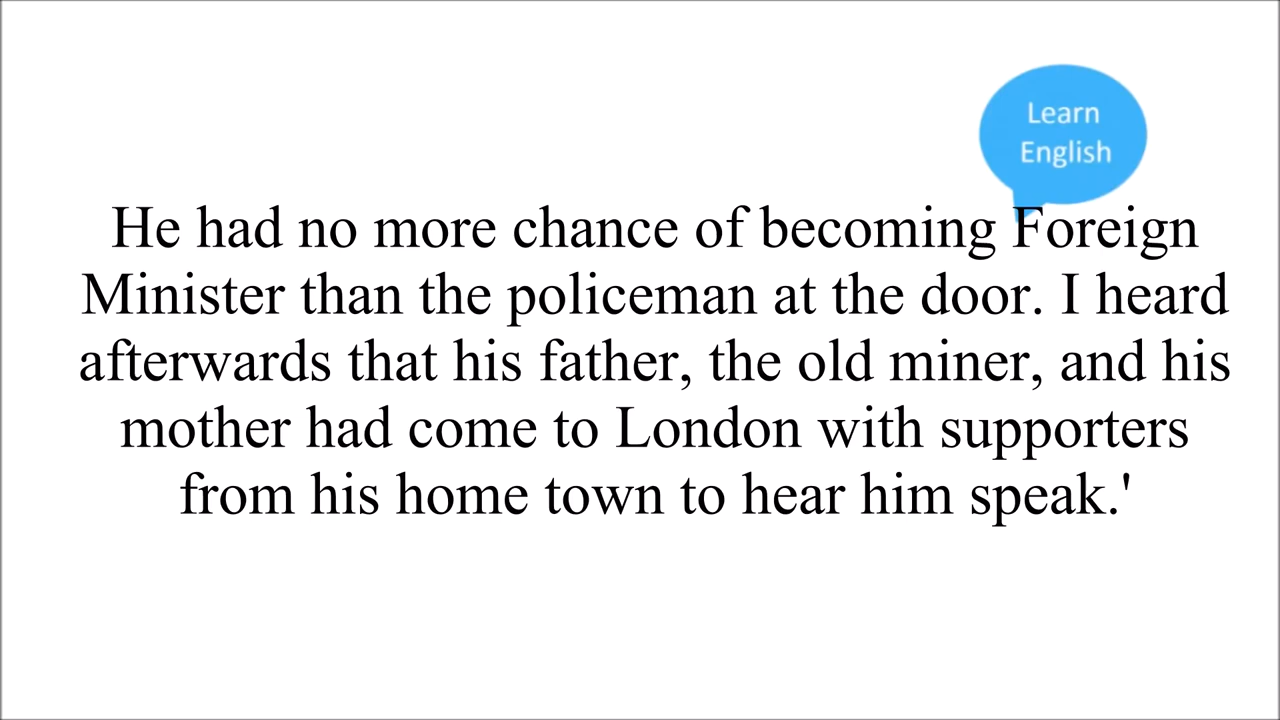 Learn
English
He had no more chance of becoming Foreign
Minister than the policeman at the door. I heard
afterwards that his father, the old miner, and his
mother had come to London with supporters
from his home town to hear him speak.'